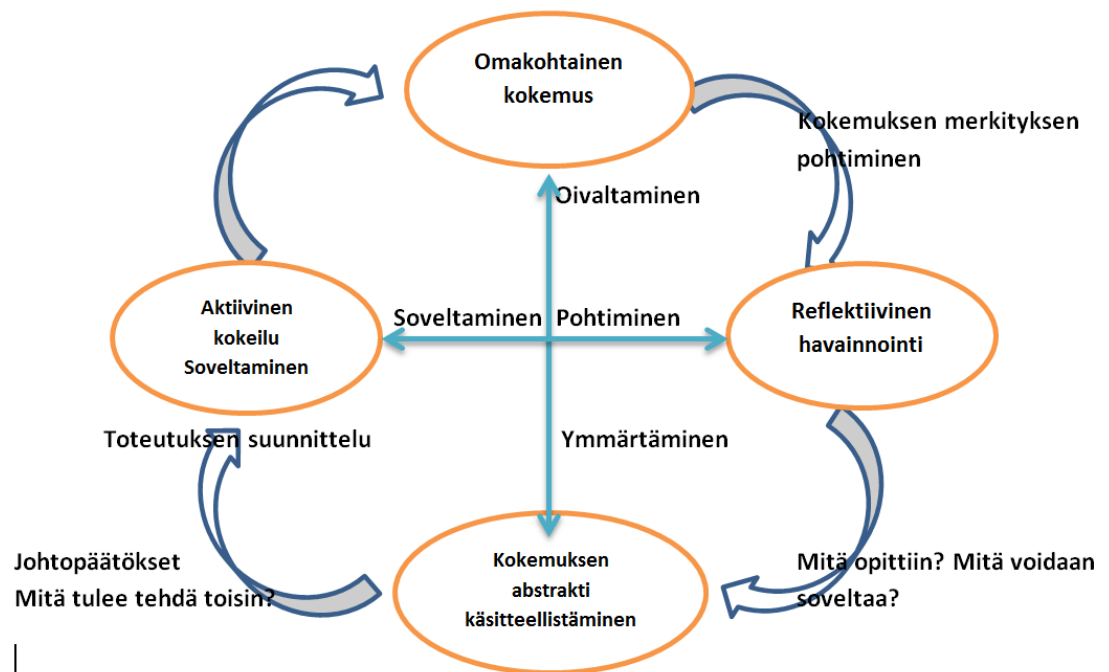 Omakohtainen
kokemus
Kokemuksen merkityksen
pohtiminen
Oivaltaminen
Aktiivinen
kokeilu
Soveltaminen
Soveltaminen
Pohtiminen
Reflektiivinen
havainnointi
Toteutuksen suunnittelu
Ymmärtäminen
Johtopäätökset
Mitä tulee tehdä toisin?
Kokemuksen
abstrakti
käsitteellistäminen
Mitä opittiin? Mitä voidaan
soveltaa?